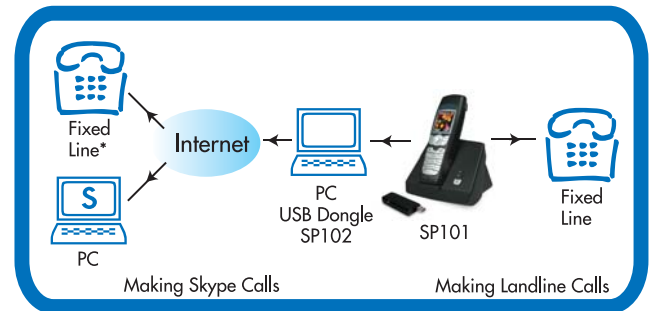 Fixed
Line*
Internet
S
PC
PC
USB Dongle
SP102
SP101
Fixed
Line
Making Skype Calls
Making Landline Calls